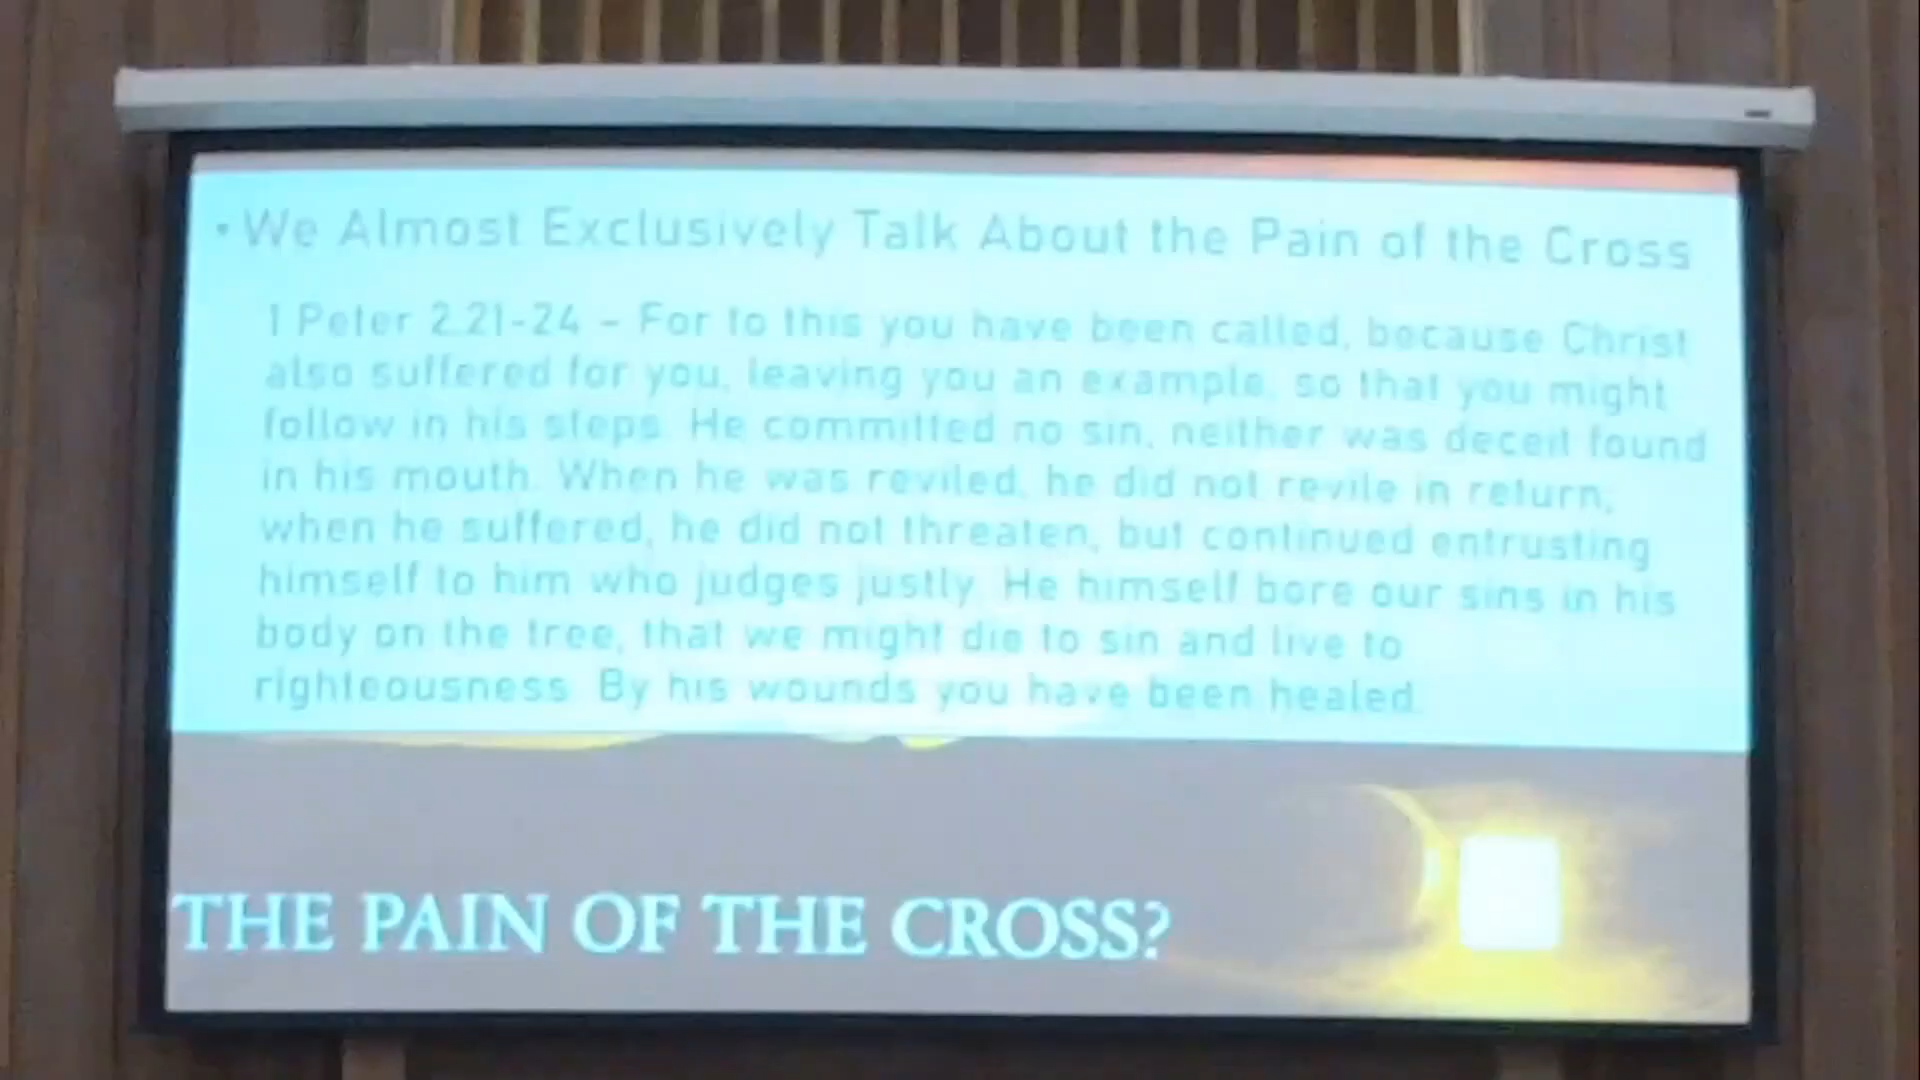 • We Almost Exclusively Talk About the Pain of the Cross
1 Peter 2.21-24 – For to this you have been called, because Christ
also suffered for you, leaving you an example, so that you might
follow in his steps. He committed no sin, neither was deceit found
in his mouth. When he was reviled, he did not revile in return;
when he suffered, he did not threaten, but continued entrusting
himself to him who judges justly. He himself bore our sins in his
body on the tree, that we might die to sin and live to
righteousness. By his wounds you have been healed.
THE PAIN OF THE CROSS?